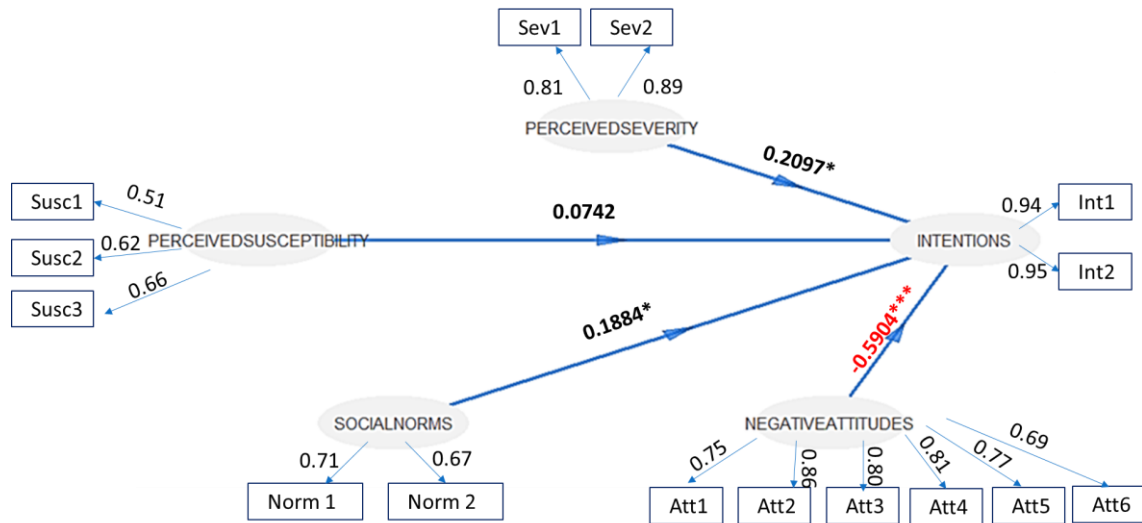 Sev1 Sev2
0.81 0.89
PERCEIVEDSEVERITY
0.2097*
Susc1 0.51
0.0742
0.94 Int1
Susc2 0.62 PERCEIVEDSUSCEPTIBILITY
INTENTIONS
0.95 Int2
Susc3 0.66
0.1884*
-0.5904***
SOCIALNORMS
NEGATIVEATTITUDES
0.71 0.67
0.75 0.86 0.80 0.81 0.77 0.69
Norm 1 Norm 2
Att1 Att2 Att3 Att4 Att5 Att6